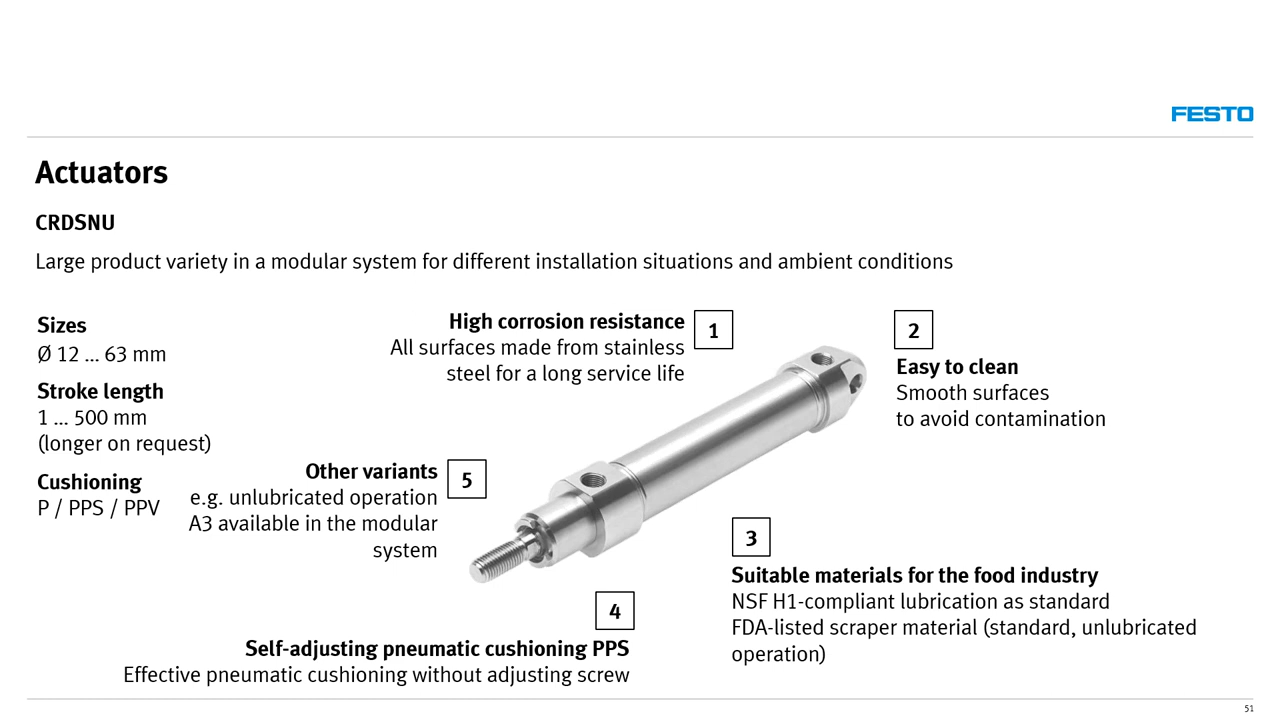 FESTO
Actuators
CRDSNU
Large product variety in a modular system for different installation situations and ambient conditions
Sizes
Ø 12 ... 63 mm
Stroke length
1 ... 500 mm
(longer on request)
Cushioning
P / PPS / PPV
High corrosion resistance
All surfaces made from stainless
steel for a long service life
1
2
Easy to clean
Smooth surfaces
to avoid contamination
3
Suitable materials for the food industry
NSF H1-compliant lubrication as standard
FDA-listed scraper material (standard, unlubricated
operation)
4
Self-adjusting pneumatic cushioning PPS
Effective pneumatic cushioning without adjusting screw
5
Other variants
e.g. unlubricated operation
A3 available in the modular
system
51